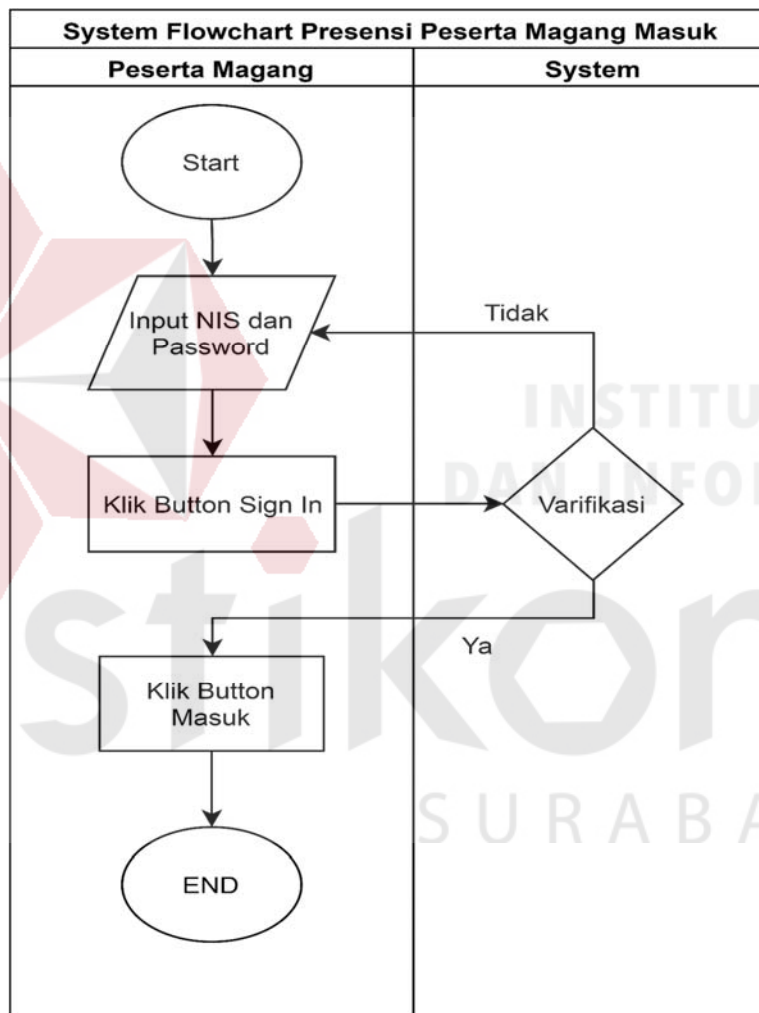 System Flowchart Presensi Peserta Magang Masuk
Peserta Magang
System
Start
Input NIS dan
Password
Tidak
Klik Button Sign In
Varifikasi
Ya
Klik Button
Masuk
END
INSTITU
DAN INFO
stikom
SURABA